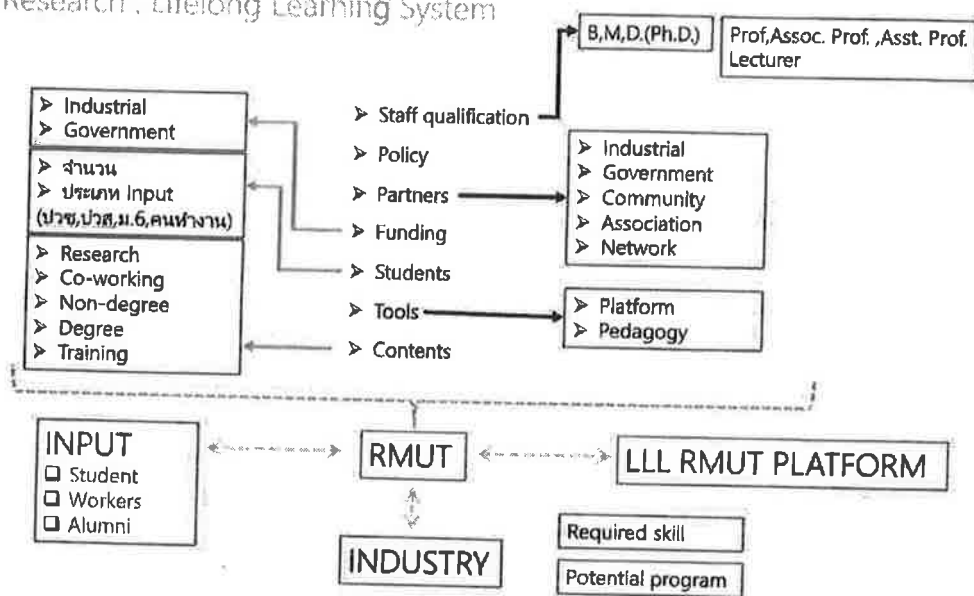 Research , Lifelong Learning System
B,M,D.(Ph.D.)
Prof,Assoc. Prof. ,Asst. Prof.
Lecturer
➤ Industrial
➤ Government
➤ จำนวน
➤ ประเภท Input
(ปวช,ปวส,ม.6,คนทำงาน)
➤ Research
➤ Co-working
➤ Non-degree
➤ Degree
➤ Training
➤ Staff qualification
➤ Policy
➤ Partners
➤ Funding
➤ Students
➤ Tools
➤ Contents
➤ Industrial
➤ Government
➤ Community
➤ Association
➤ Network
➤ Platform
➤ Pedagogy
INPUT
❑ Student
❑ Workers
❑ Alumni
RMUT
LLL RMUT PLATFORM
INDUSTRY
Required skill
Potential program